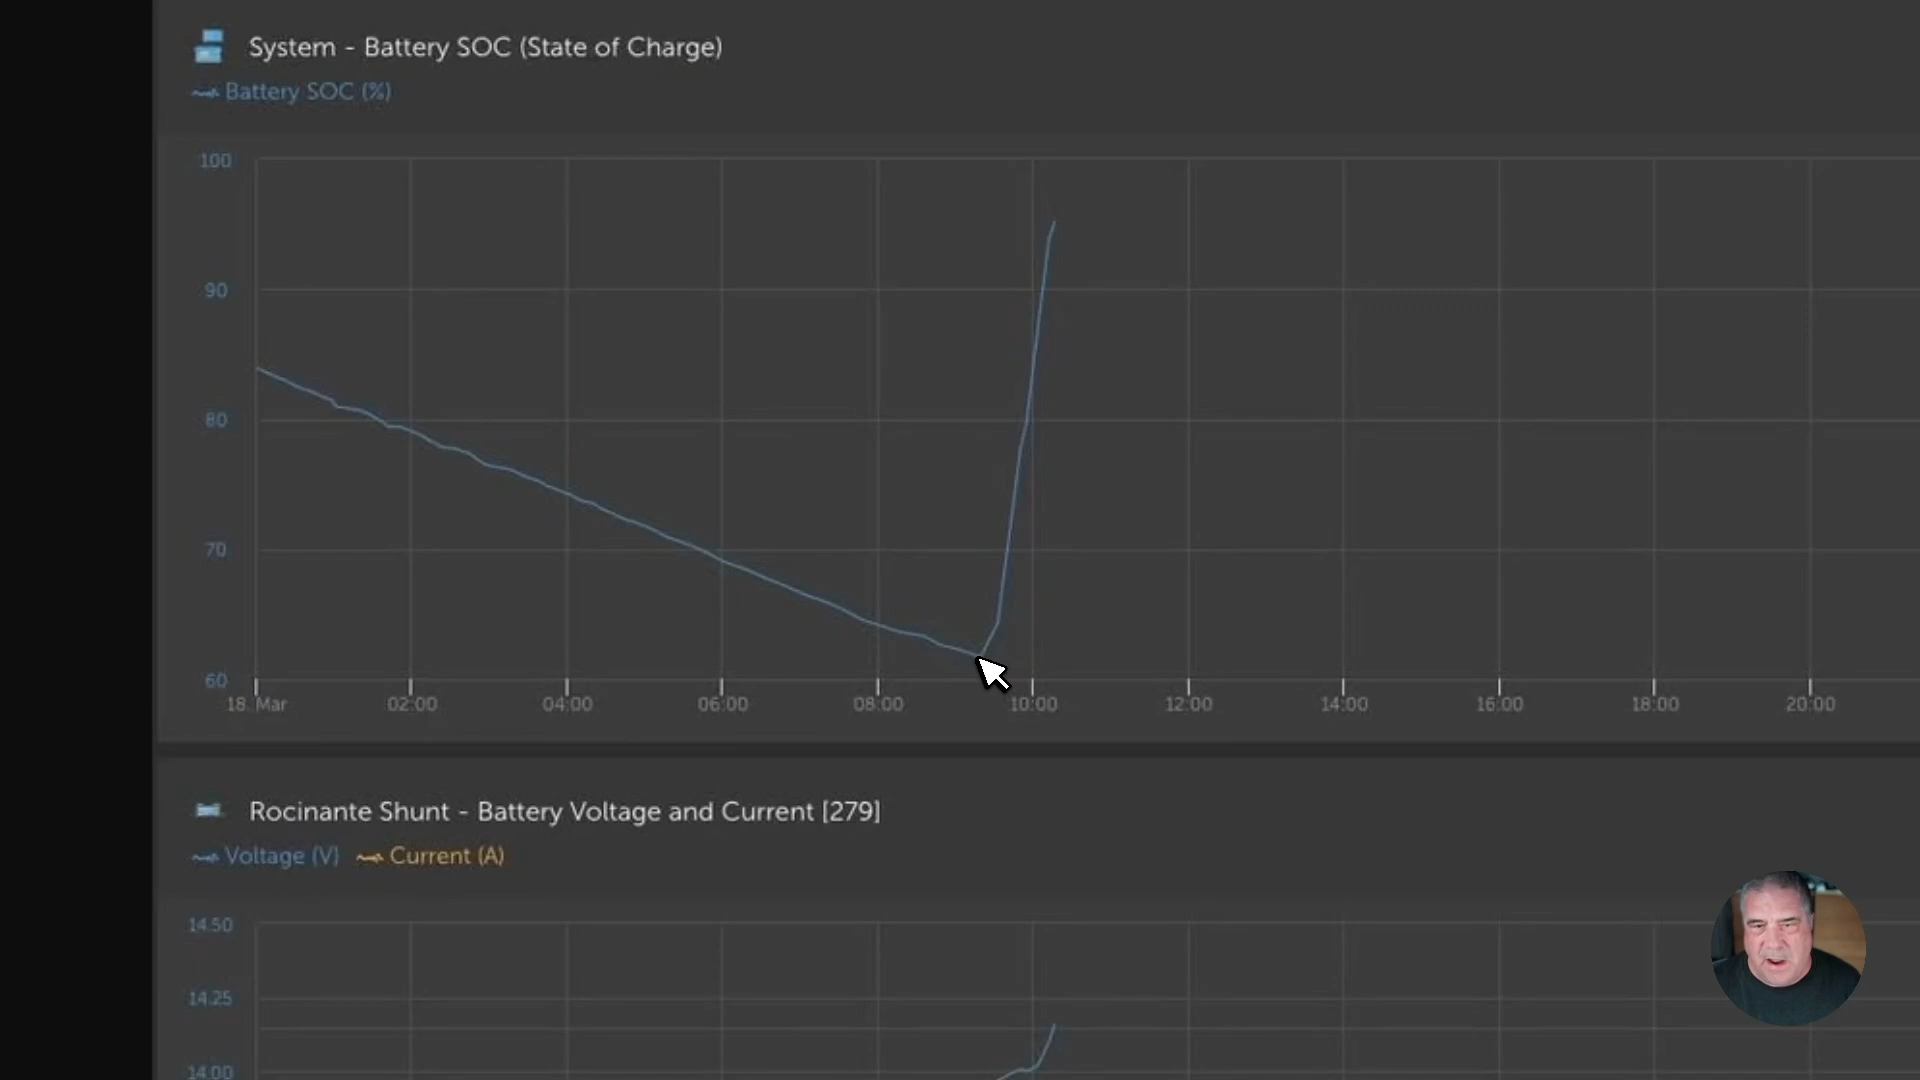 System - Battery SOC (State of Charge)
Battery SOC (%)
100
90
80
70
60
18. Mar 02:00 04:00 06:00 08:00 10:00 12:00 14:00 16:00 18:00 20:00
Rocinante Shunt - Battery Voltage and Current [279]
Voltage (V) Current (A)
14.50
14.25
14.00